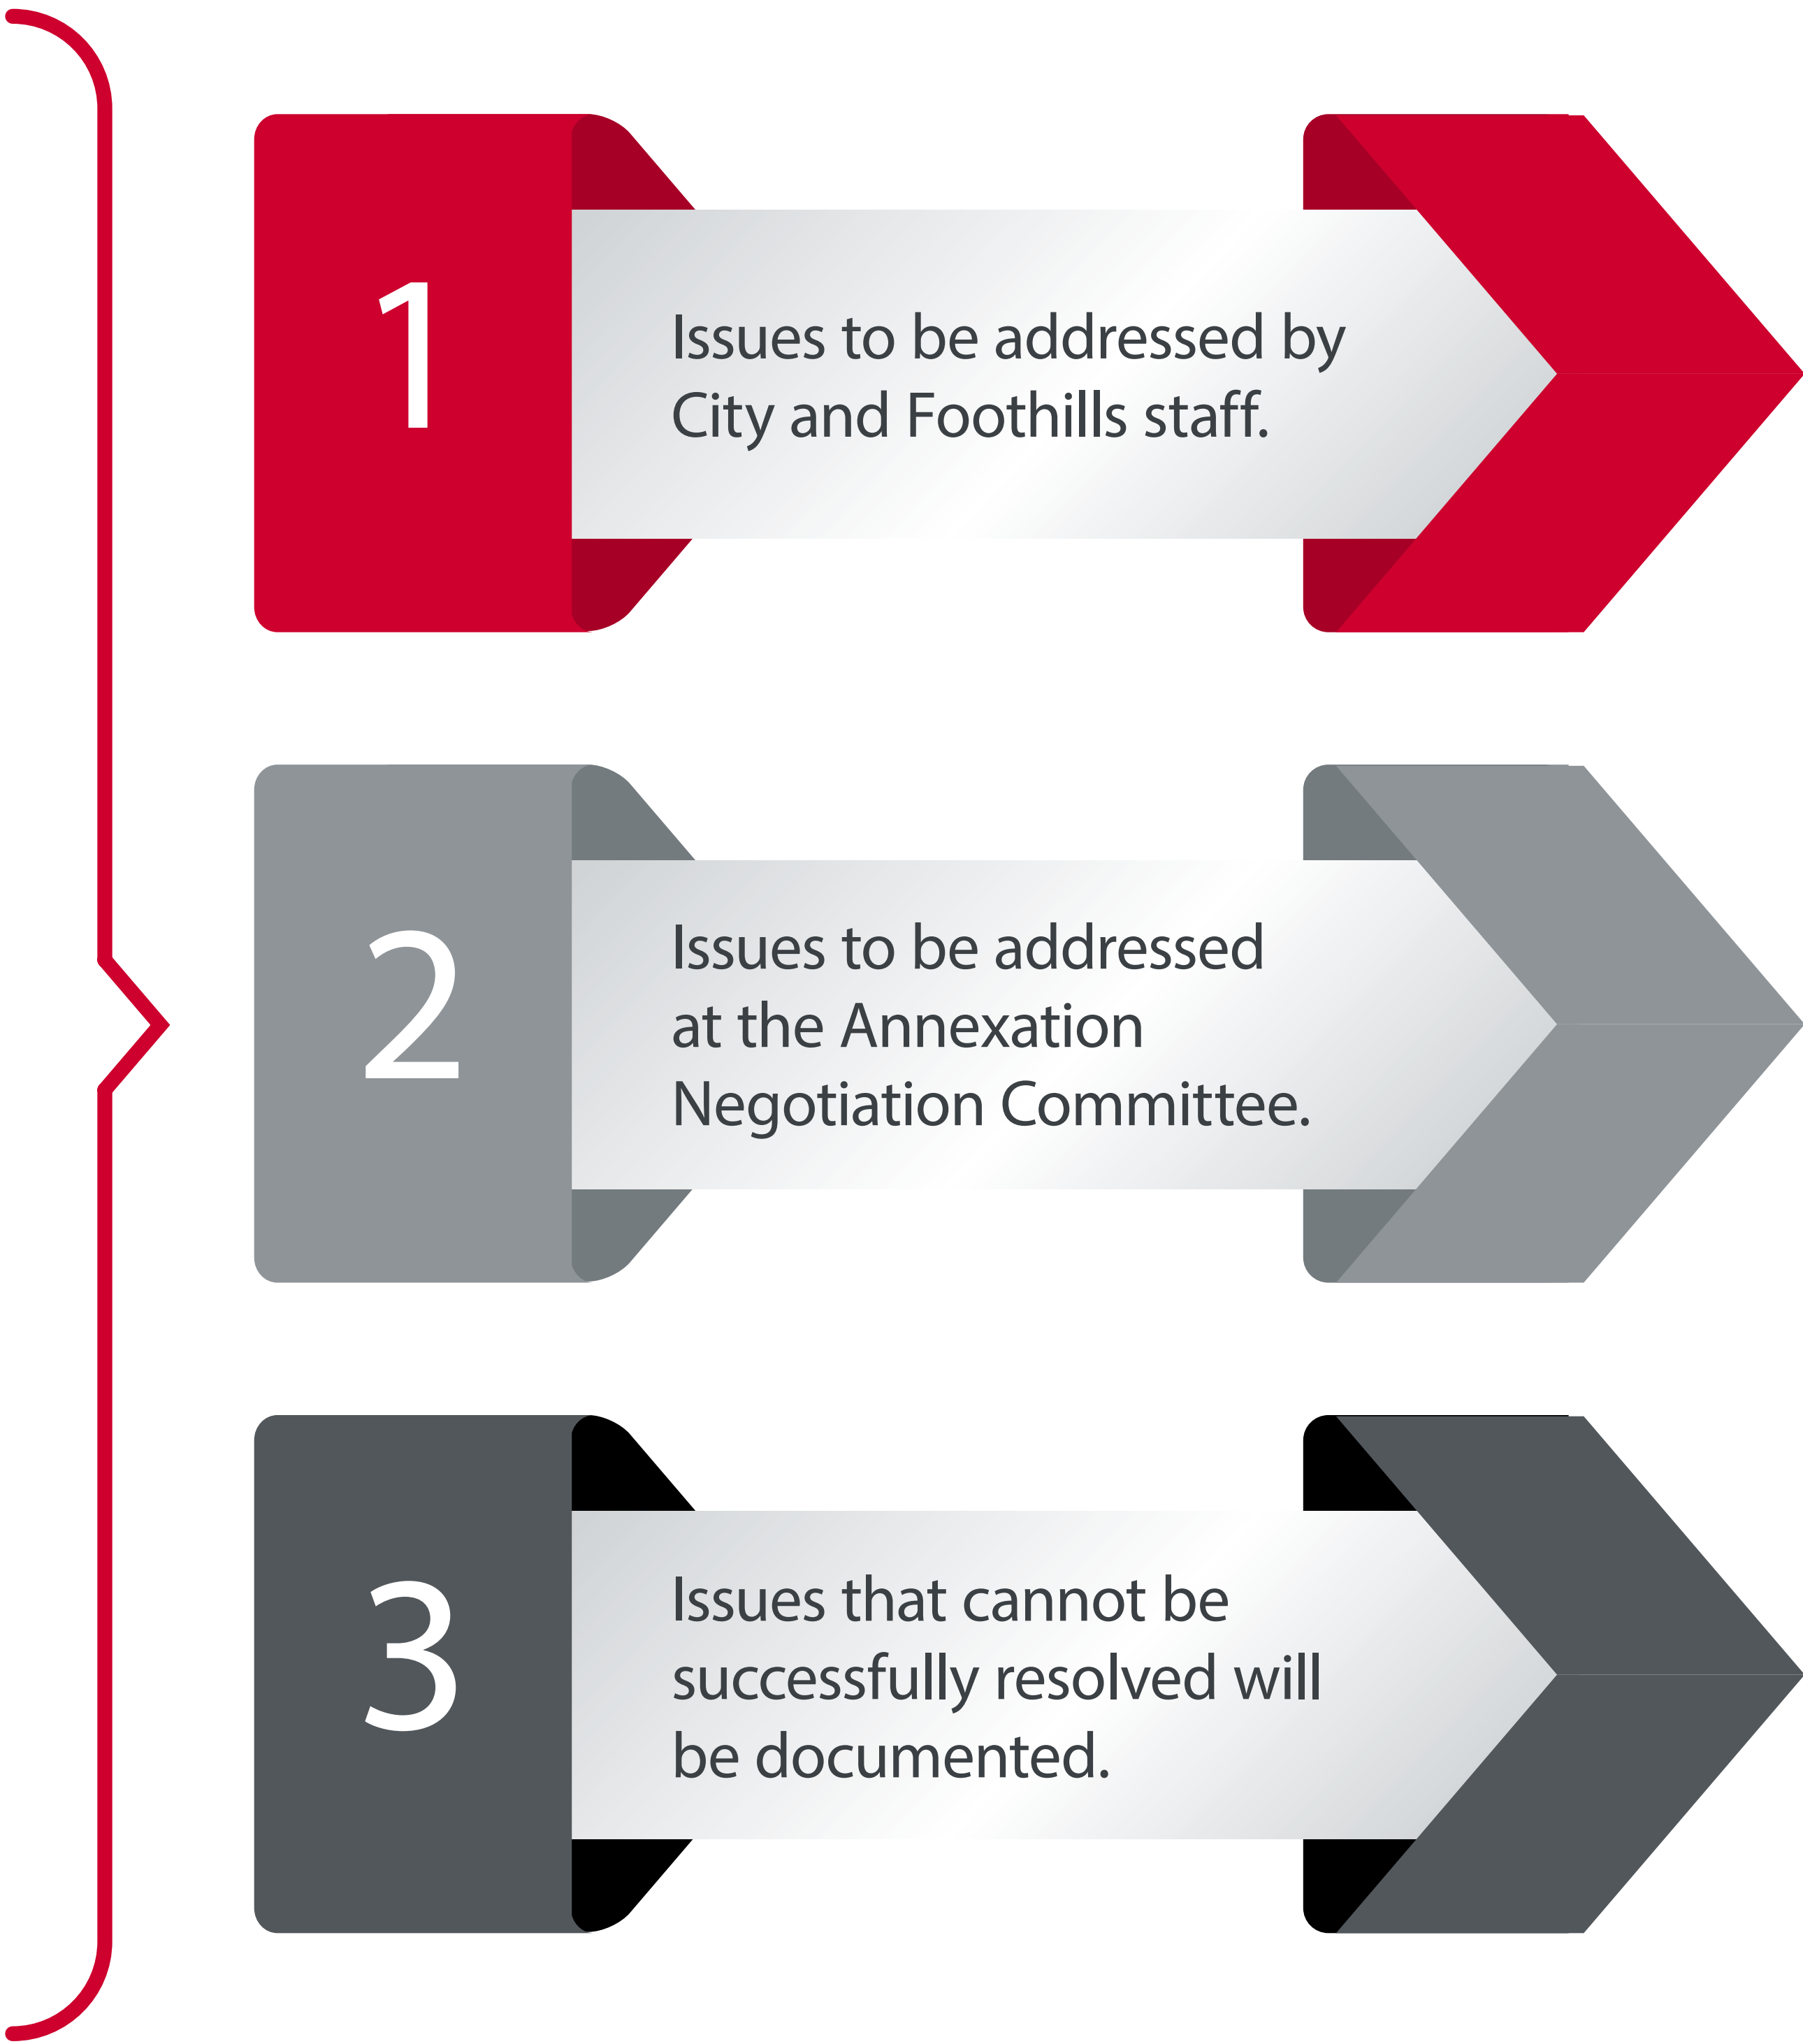 1
Issues to be addressed by
City and Foothills staff.
2
Issues to be addressed
at the Annexation
Negotiation Committee.
3
Issues that cannot be
successfully resolved will
be documented.